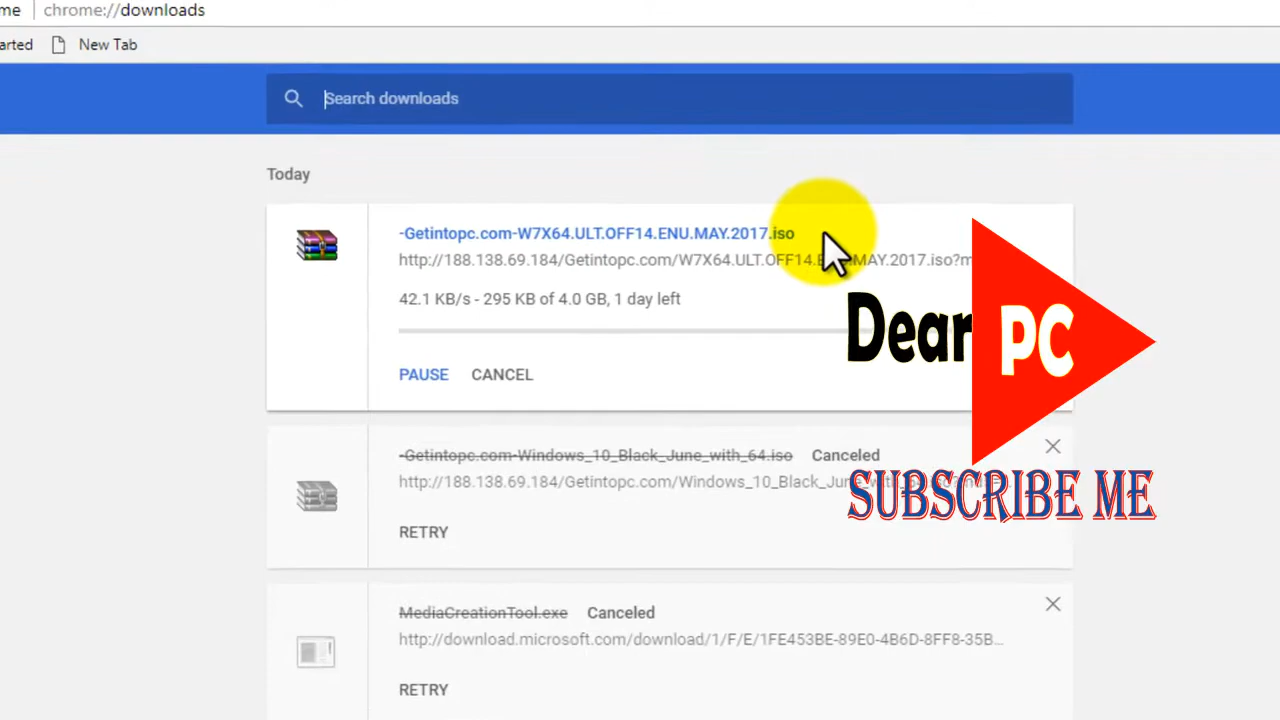 me chrome://downloads
arted New Tab
Search downloads
Today
-Getintopc.com-W7X64.ULT.OFF14.ENU.MAY.2017.iso
http://188.138.69.184/Getintopc.com/W7X64.ULT.OFF14. MAY.2017.iso?m
42.1 KB/s - 295 KB of 4.0 GB, 1 day left
Dear PC
PAUSE CANCEL
-Getintopc.com-Windows_10_Black_June_with_64.iso Canceled
http://188.138.69.184/Getintopc.com/Windows_10_Black_June_with_64
SUBSCRIBE ME
RETRY
MediaCreationTool.exe Canceled
http://download.microsoft.com/download/1/F/E/1FE453BE-89E0-4B6D-8FF8-35B...
RETRY